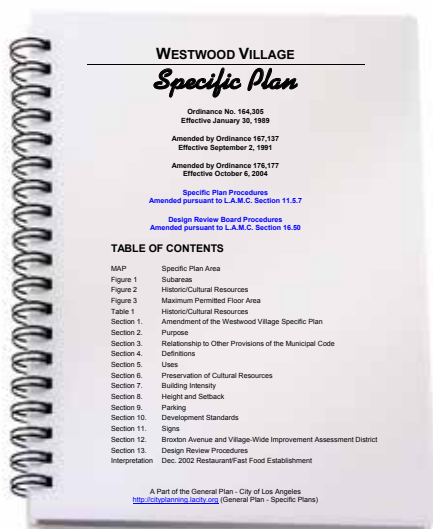 WESTWOOD VILLAGE
Specific Plan
Ordinance No. 164,305
Effective January 30, 1989
Amended by Ordinance 167,137
Effective September 2, 1991
Amended by Ordinance 176,177
Effective October 6, 2004
Specific Plan Procedures
Amended pursuant to L.A.M.C. Section 11.5.7
Design Review Board Procedures
Amended pursuant to L.A.M.C. Section 16.50
TABLE OF CONTENTS
MAP Specific Plan Area
Figure 1 Subareas
Figure 2 Historic/Cultural Resources
Figure 3 Maximum Permitted Floor Area
Table 1 Historic/Cultural Resources
Section 1. Amendment of the Westwood Village Specific Plan
Section 2. Purpose
Section 3. Relationship to Other Provisions of the Municipal Code
Section 4. Definitions
Section 5. Uses
Section 6. Preservation of Cultural Resources
Section 7. Building Intensity
Section 8. Height and Setback
Section 9. Parking
Section 10. Development Standards
Section 11. Signs
Section 12. Broxton Avenue and Village-Wide Improvement Assessment District
Section 13. Design Review Procedures
Interpretation Dec. 2002 Restaurant/Fast Food Establishment
A Part of the General Plan - City of Los Angeles
http://cityplanning.lacity.org (General Plan - Specific Plans)